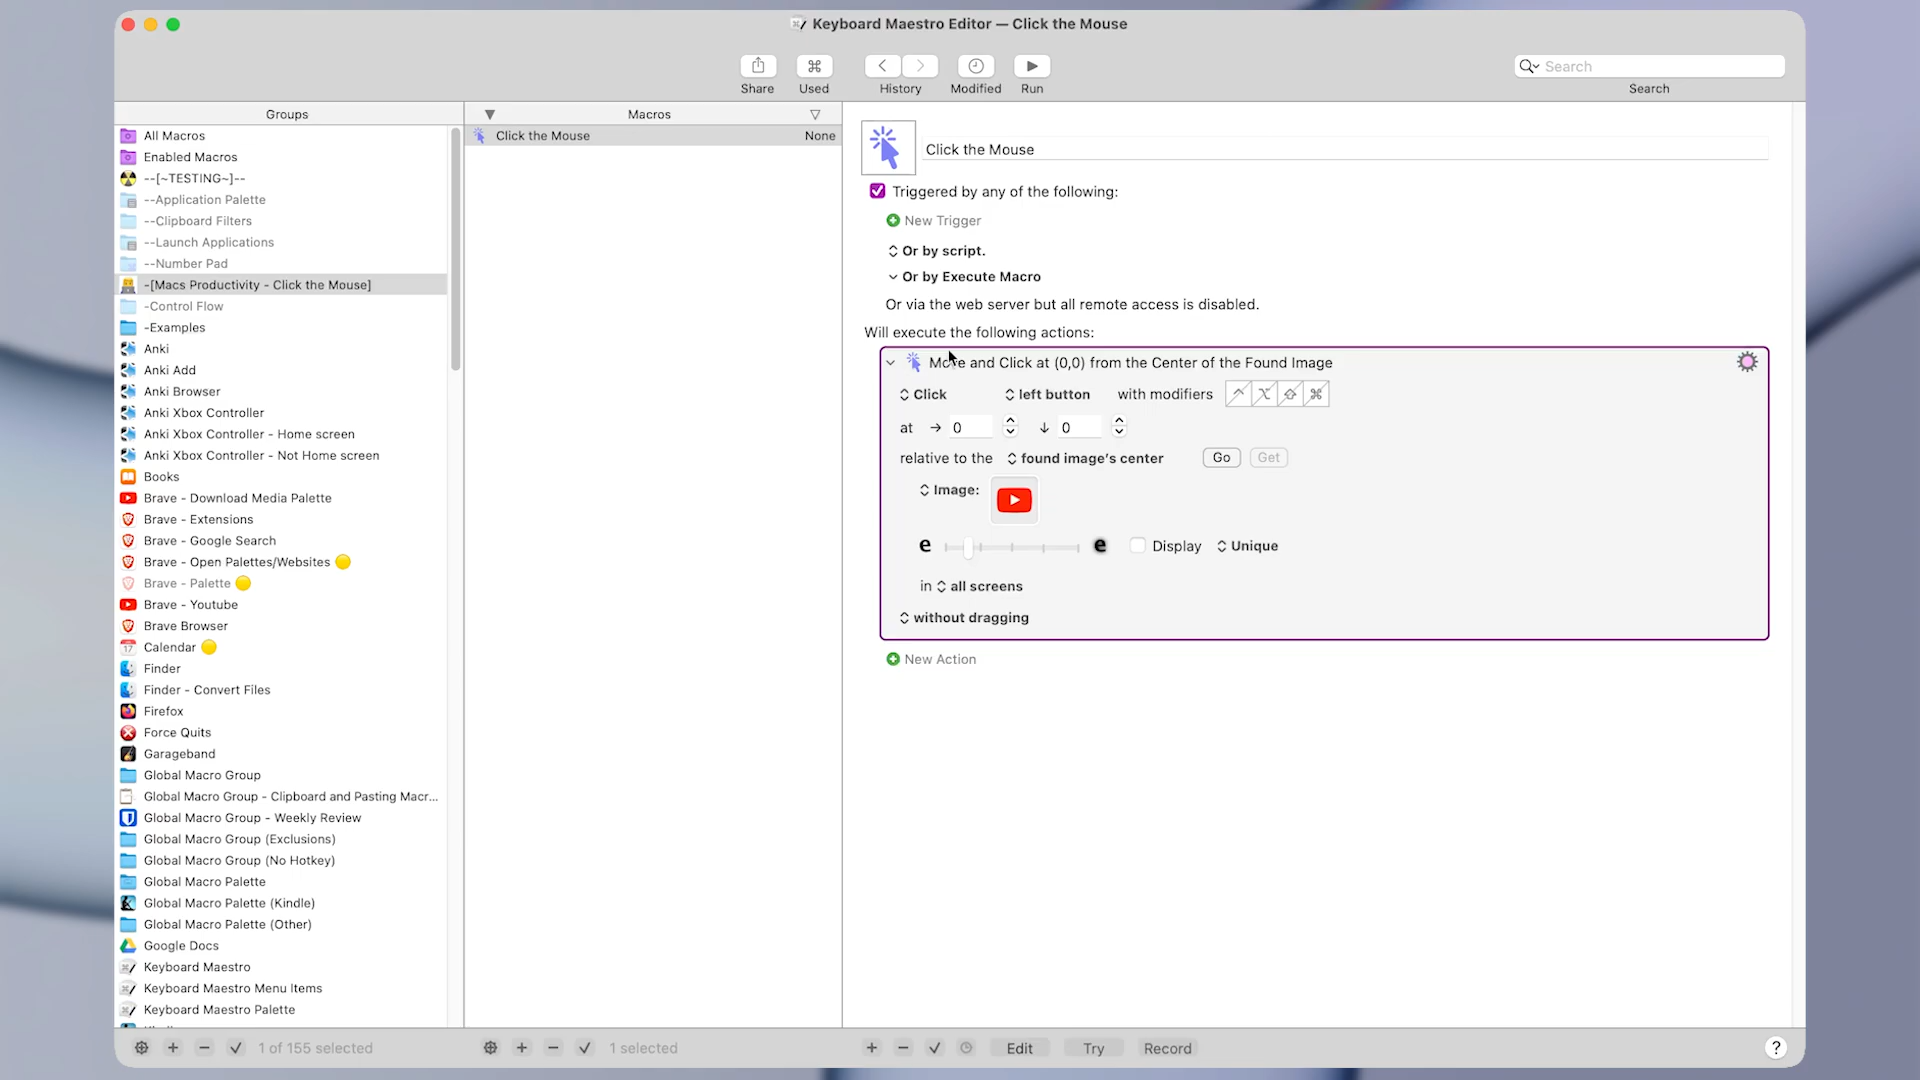 Keyboard Maestro Editor — Click the Mouse
Share
Used
History
Modified
Run
Search
Search
Groups
All Macros
Enabled Macros
--[~TESTING~]--
--Application Palette
--Clipboard Filters
--Launch Applications
--Number Pad
-[Macs Productivity - Click the Mouse]
-Control Flow
-Examples
Anki
Anki Add
Anki Browser
Anki Xbox Controller
Anki Xbox Controller - Home screen
Anki Xbox Controller - Not Home screen
Books
Brave - Download Media Palette
Brave - Extensions
Brave - Google Search
Brave - Open Palettes/Websites
Brave - Palette
Brave - Youtube
Brave Browser
Calendar
Finder
Finder - Convert Files
Firefox
Force Quits
Garageband
Global Macro Group
Global Macro Group - Clipboard and Pasting Macr...
Global Macro Group - Weekly Review
Global Macro Group (Exclusions)
Global Macro Group (No Hotkey)
Global Macro Palette
Global Macro Palette (Kindle)
Global Macro Palette (Other)
Google Docs
Keyboard Maestro
Keyboard Maestro Menu Items
Keyboard Maestro Palette
1 of 155 selected
Macros
Click the Mouse None
1 selected
Click the Mouse
Triggered by any of the following:
New Trigger
Or by script.
Or by Execute Macro
Or via the web server but all remote access is disabled.
Will execute the following actions:
Move and Click at (0,0) from the Center of the Found Image
Click left button with modifiers
at → 0 ↓ 0
relative to the found image's center Go Get
Image:
e e Display Unique
in all screens
without dragging
New Action
Edit Try Record ?